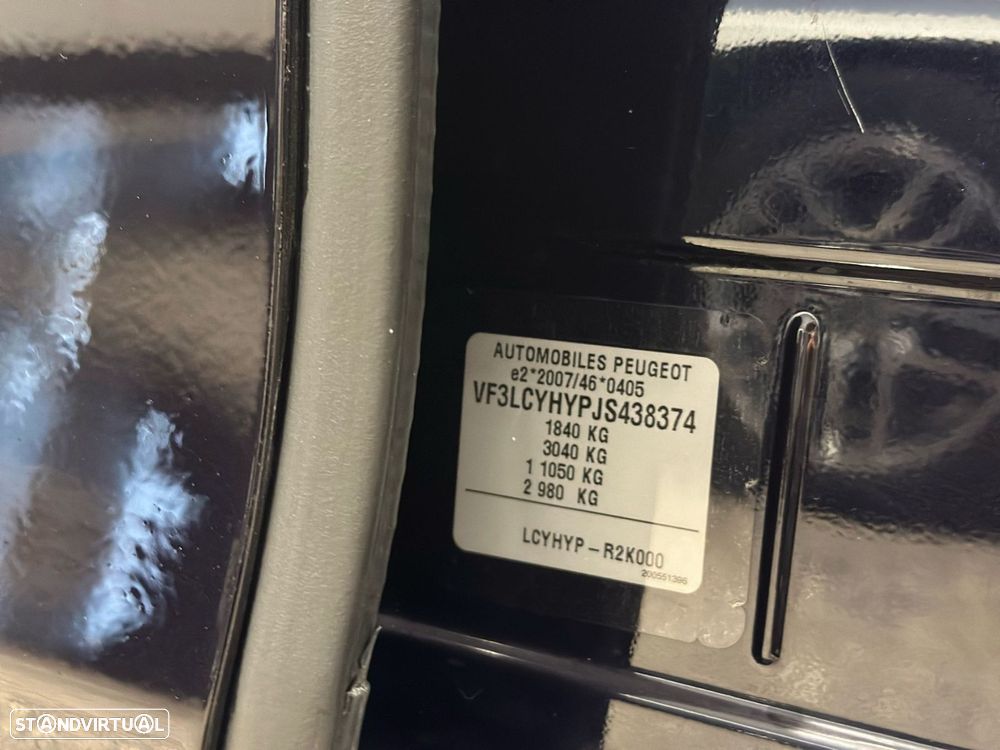 AUTOMOBILES PEUGEOT
e2*2007/46*0405
VF3LCYHYPJS438374
1840 KG
3040 KG
1 1050 KG
2 980 KG
LCYHYP-R2K000
200551396
STANDVIRTUAL